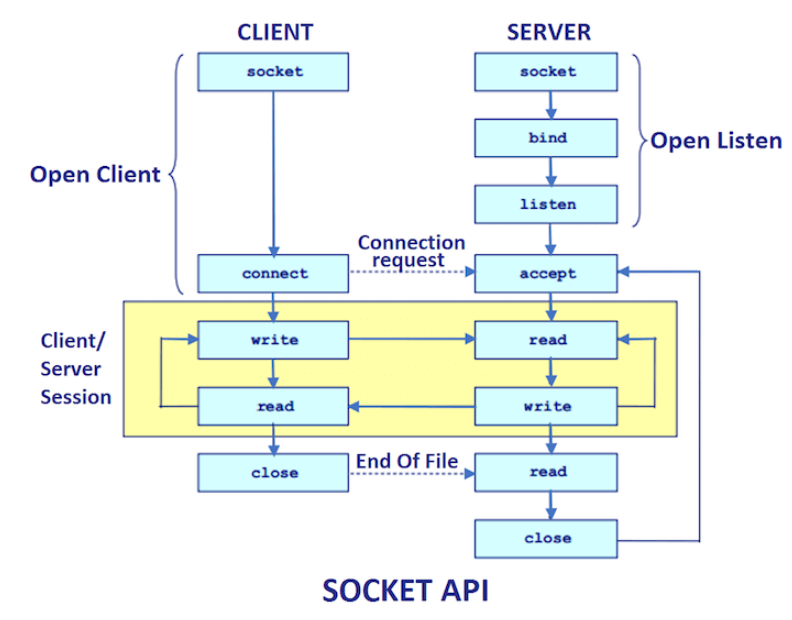 CLIENT
SERVER
socket
socket
bind
Open Listen
Open Client
listen
Connection
request
connect
accept
Client/
Server
Session
write
read
read
write
close
End Of File
read
close
SOCKET API